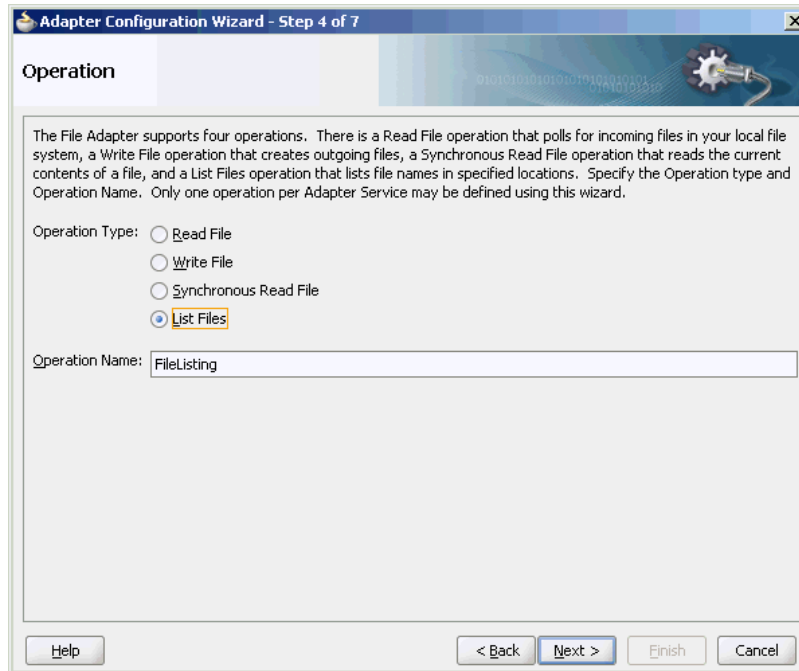 Adapter Configuration Wizard - Step 4 of 7
Operation
The File Adapter supports four operations. There is a Read File operation that polls for incoming files in your local file
system, a Write File operation that creates outgoing files, a Synchronous Read File operation that reads the current
contents of a file, and a List Files operation that lists file names in specified locations. Specify the Operation type and
Operation Name. Only one operation per Adapter Service may be defined using this wizard.
Operation Type: Read File
Write File
Synchronous Read File
List Files
Operation Name: FileListing
Help < Back Next > Finish Cancel